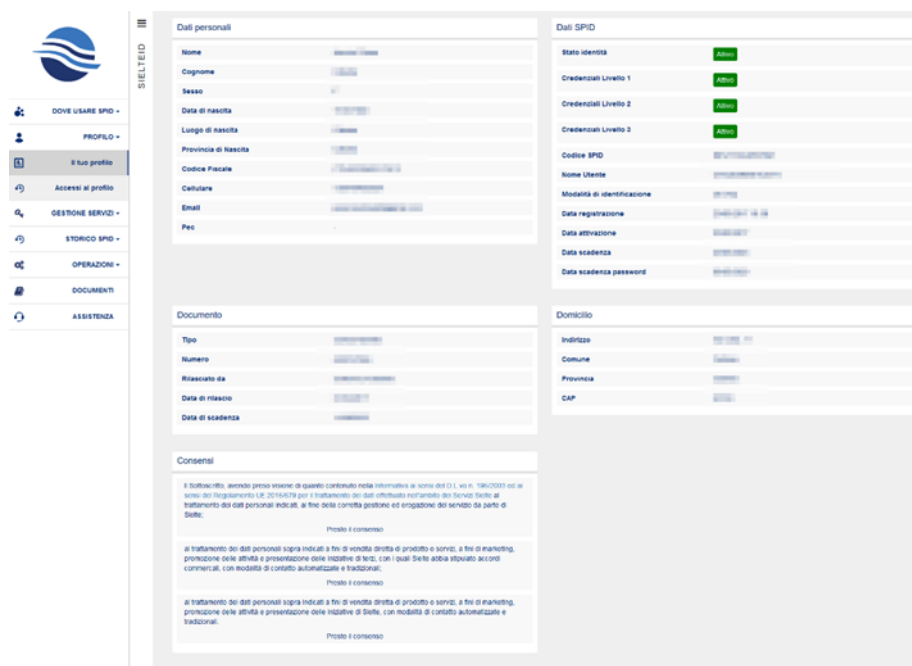 SIELTEID
DOVE USARE SPID
PROFILO
Il tuo profilo
Accessi al profilo
GESTIONE SERVIZI
STORICO SPID
OPERAZIONI
DOCUMENTI
ASSISTENZA
Dati personali
Nome
Cognome
Sesso
Data di nascita
Luogo di nascita
Provincia di Nascita
Codice Fiscale
Cellulare
Email
Pec
-
Dati SPID
Stato identità Attivo
Credenziali Livello 1 Attivo
Credenziali Livello 2 Attivo
Credenziali Livello 3 Attivo
Codice SPID
Nome Utente
Modalità di identificazione
Data registrazione
Data attivazione
Data scadenza
Data scadenza password
Documento
Tipo
Numero
Rilasciato da
Data di rilascio
Data di scadenza
Domicilio
Indirizzo
Comune
Provincia
CAP
Consensi
Il Sottoscritto, avendo preso visione di quanto contenuto nella informativa ai sensi del D.L.vo n. 196/2003 ed ai
sensi del Regolamento UE 2016/679 per il trattamento dei dati effettuato nell'ambito dei Servizi Sielte al
trattamento dei dati personali indicati, ai fine della corretta gestione ed erogazione del servizio da parte di
Sielte;
Presto il consenso
al trattamento dei dati personali sopra indicati a fini di vendita diretta di prodotto o servizi, a fini di marketing,
promozione delle attività e presentazione delle iniziative di terzi, con i quali Sielte abbia stipulato accordi
commerciali, con modalità di contatto automatizzate e tradizionali;
Presto il consenso
al trattamento dei dati personali sopra indicati a fini di vendita diretta di prodotto o servizi, a fini di marketing,
promozione delle attività e presentazione delle iniziative di Sielte, con modalità di contatto automatizzate e
tradizionali.
Presto il consenso